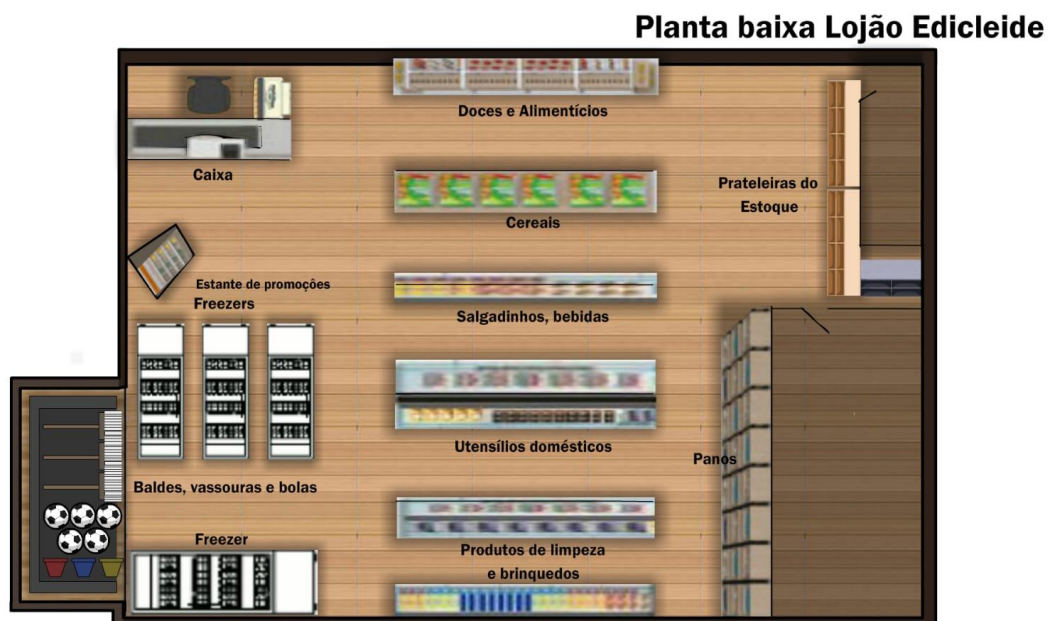 Planta baixa Lojão Edicleide
Doces e Alimentícios
Caixa
Prateleiras do
Estoque
Cereais
Estante de promoções
Freezers
Salgadinhos, bebidas
Utensílios domésticos
Panos
Baldes, vassouras e bolas
Freezer
Produtos de limpeza
e brinquedos